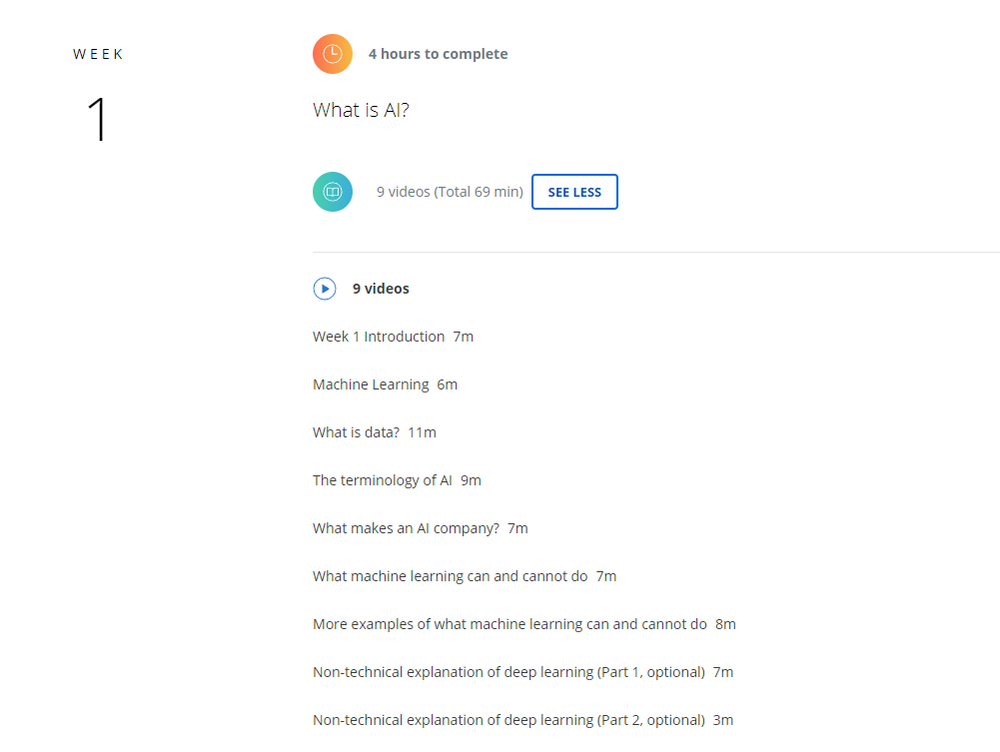 WEEK
1
4 hours to complete
What is AI?
9 videos (Total 69 min) SEE LESS
9 videos
Week 1 Introduction 7m
Machine Learning 6m
What is data? 11m
The terminology of AI 9m
What makes an AI company? 7m
What machine learning can and cannot do 7m
More examples of what machine learning can and cannot do 8m
Non-technical explanation of deep learning (Part 1, optional) 7m
Non-technical explanation of deep learning (Part 2, optional) 3m